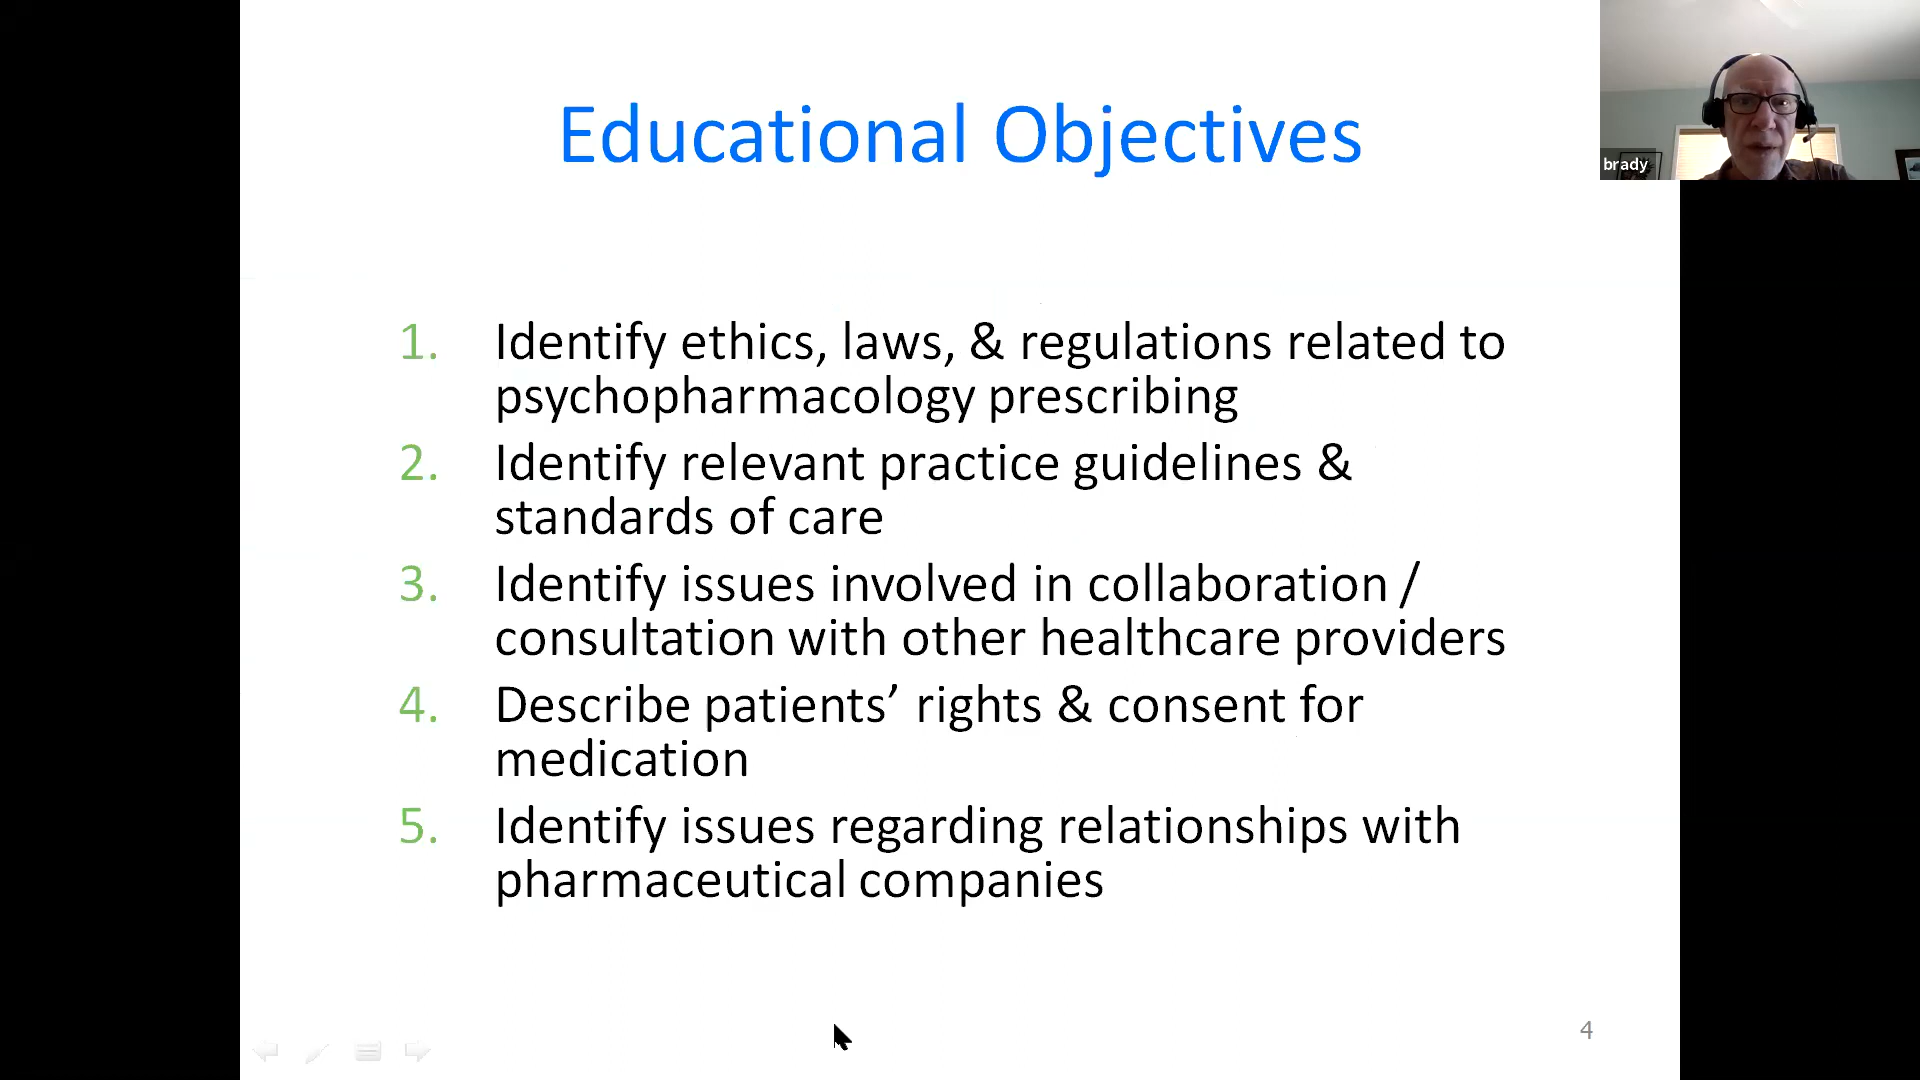 Educational Objectives
brady
1. Identify ethics, laws, & regulations related to
psychopharmacology prescribing
2. Identify relevant practice guidelines &
standards of care
3. Identify issues involved in collaboration /
consultation with other healthcare providers
4. Describe patients’ rights & consent for
medication
5. Identify issues regarding relationships with
pharmaceutical companies
4